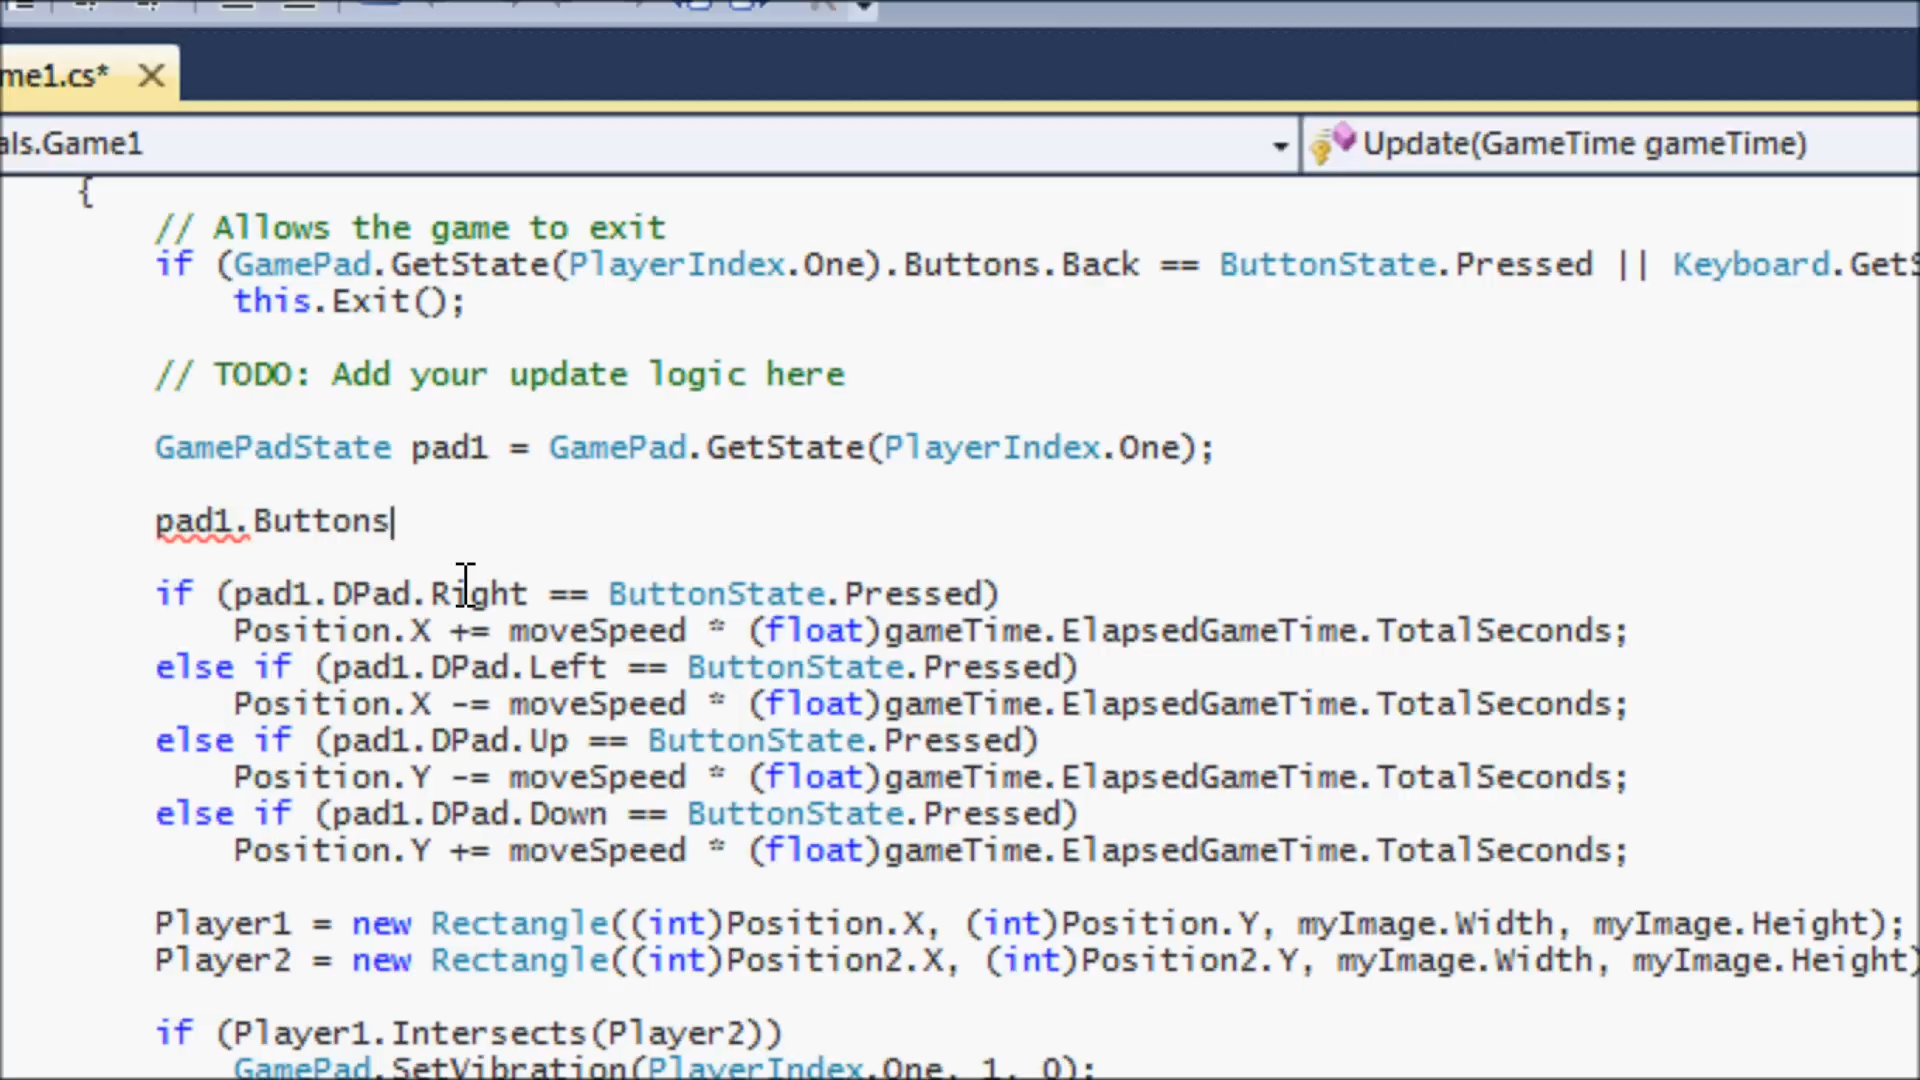 me1.cs*
als.Game1
Update(GameTime gameTime)
{
// Allows the game to exit
if (GamePad.GetState(PlayerIndex.One).Buttons.Back == ButtonState.Pressed || Keyboard.GetS
this.Exit();
// TODO: Add your update logic here
GamePadState pad1 = GamePad.GetState(PlayerIndex.One);
pad1.Buttons
if (pad1.DPad.Right == ButtonState.Pressed)
Position.X += moveSpeed * (float)gameTime.ElapsedGameTime.TotalSeconds;
else if (pad1.DPad.Left == ButtonState.Pressed)
Position.X -= moveSpeed * (float)gameTime.ElapsedGameTime.TotalSeconds;
else if (pad1.DPad.Up == ButtonState.Pressed)
Position.Y -= moveSpeed * (float)gameTime.ElapsedGameTime.TotalSeconds;
else if (pad1.DPad.Down == ButtonState.Pressed)
Position.Y += moveSpeed * (float)gameTime.ElapsedGameTime.TotalSeconds;
Player1 = new Rectangle((int)Position.X, (int)Position.Y, myImage.Width, myImage.Height);
Player2 = new Rectangle((int)Position2.X, (int)Position2.Y, myImage.Width, myImage.Height)
if (Player1.Intersects(Player2))
GamePad.SetVibration(PlayerIndex.One, 1, 0);